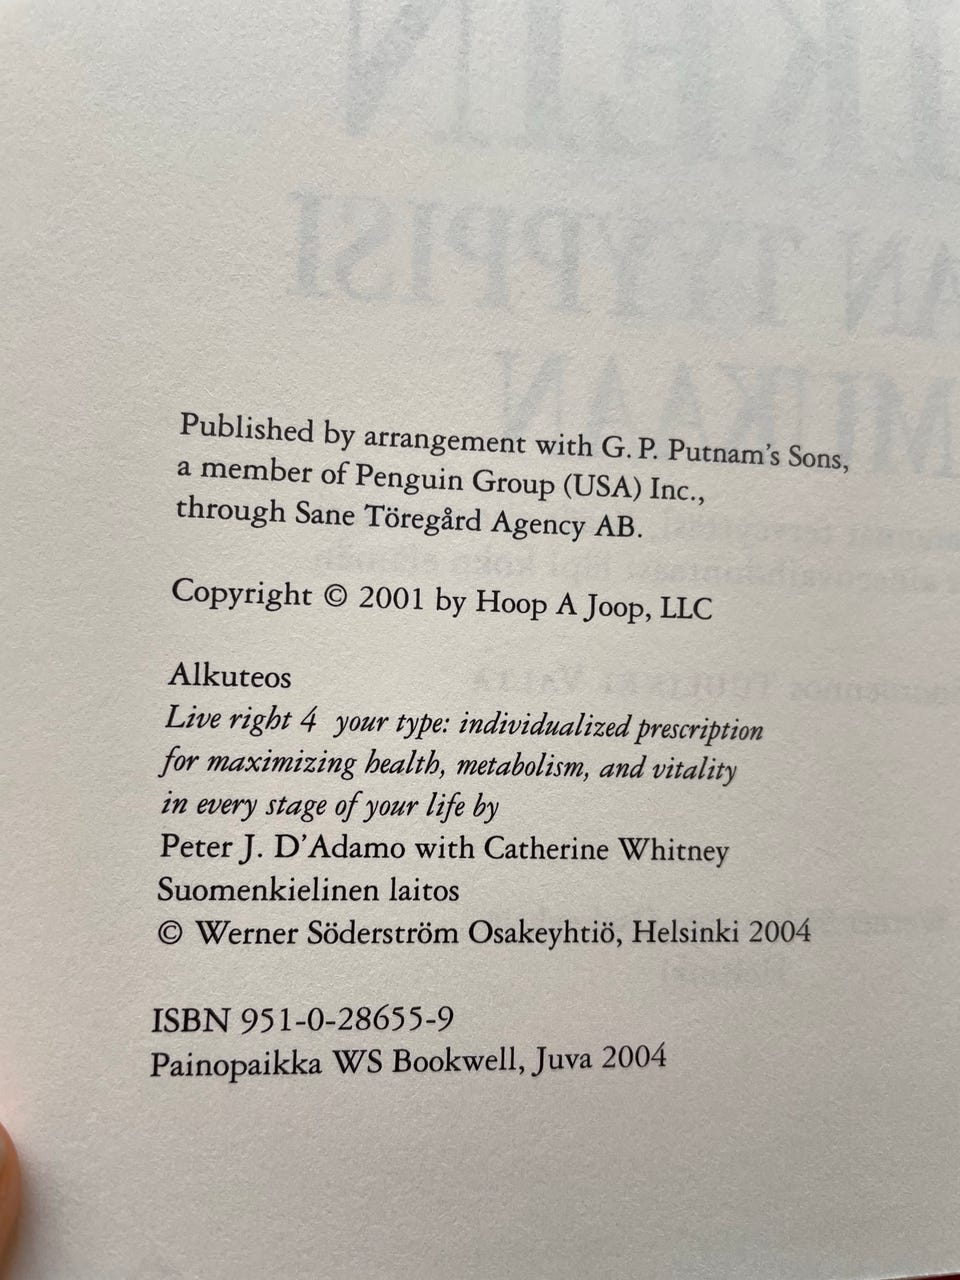 Published by arrangement with G. P. Putnam's Sons,
a member of Penguin Group (USA) Inc.,
through Sane Töregård Agency AB.
Copyright © 2001 by Hoop A Joop, LLC
Alkuteos
Live right 4 your type: individualized prescription
for maximizing health, metabolism, and vitality
in every stage of your life by
Peter J. D'Adamo with Catherine Whitney
Suomenkielinen laitos
© Werner Söderström Osakeyhtiö, Helsinki 2004
ISBN 951-0-28655-9
Painopaikka WS Bookwell, Juva 2004